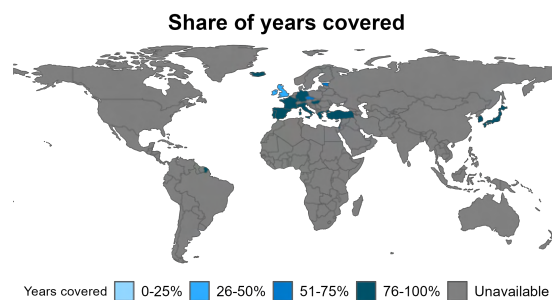 Share of years covered
Years covered 0-25% 26-50% 51-75% 76-100% Unavailable